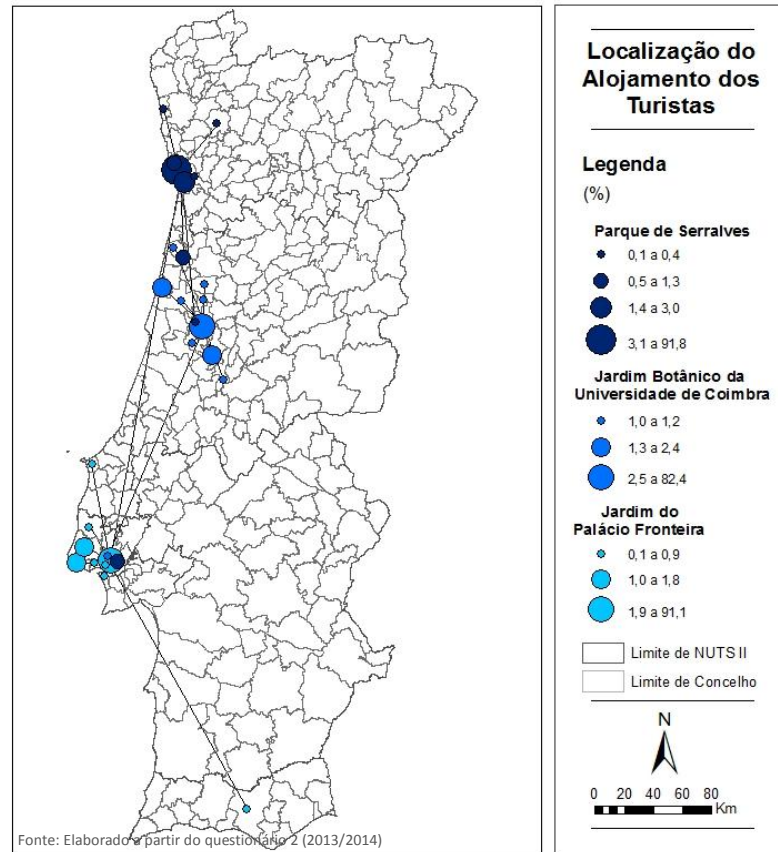 Localização do
Alojamento dos
Turistas
Legenda
(%)
Parque de Serralves
0,1 a 0,4
0,5 a 1,3
1,4 a 3,0
3,1 a 91,8
Jardim Botânico da
Universidade de Coimbra
1,0 a 1,2
1,3 a 2,4
2,5 a 82,4
Jardim do
Palácio Fronteira
0,1 a 0,9
1,0 a 1,8
1,9 a 91,1
Limite de NUTS II
Limite de Concelho
N
0 20 40 60 80
Km
Fonte: Elaborado a partir do questionário 2 (2013/2014)